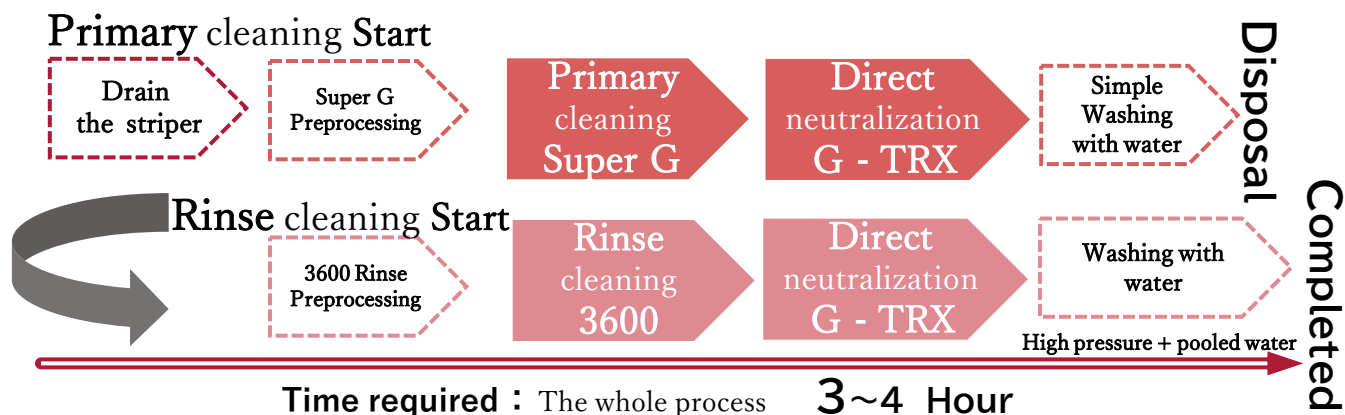 Primary cleaning Start
Drain
the striper
Super G
Preprocessing
Primary
cleaning
Super G
Direct
neutralization
G - TRX
Simple
Washing
with water
Disposal
Rinse cleaning Start
3600 Rinse
Preprocessing
Rinse
cleaning
3600
Direct
neutralization
G - TRX
Washing with
water
High pressure + pooled water
Completed
Time required : The whole process 3~4 Hour